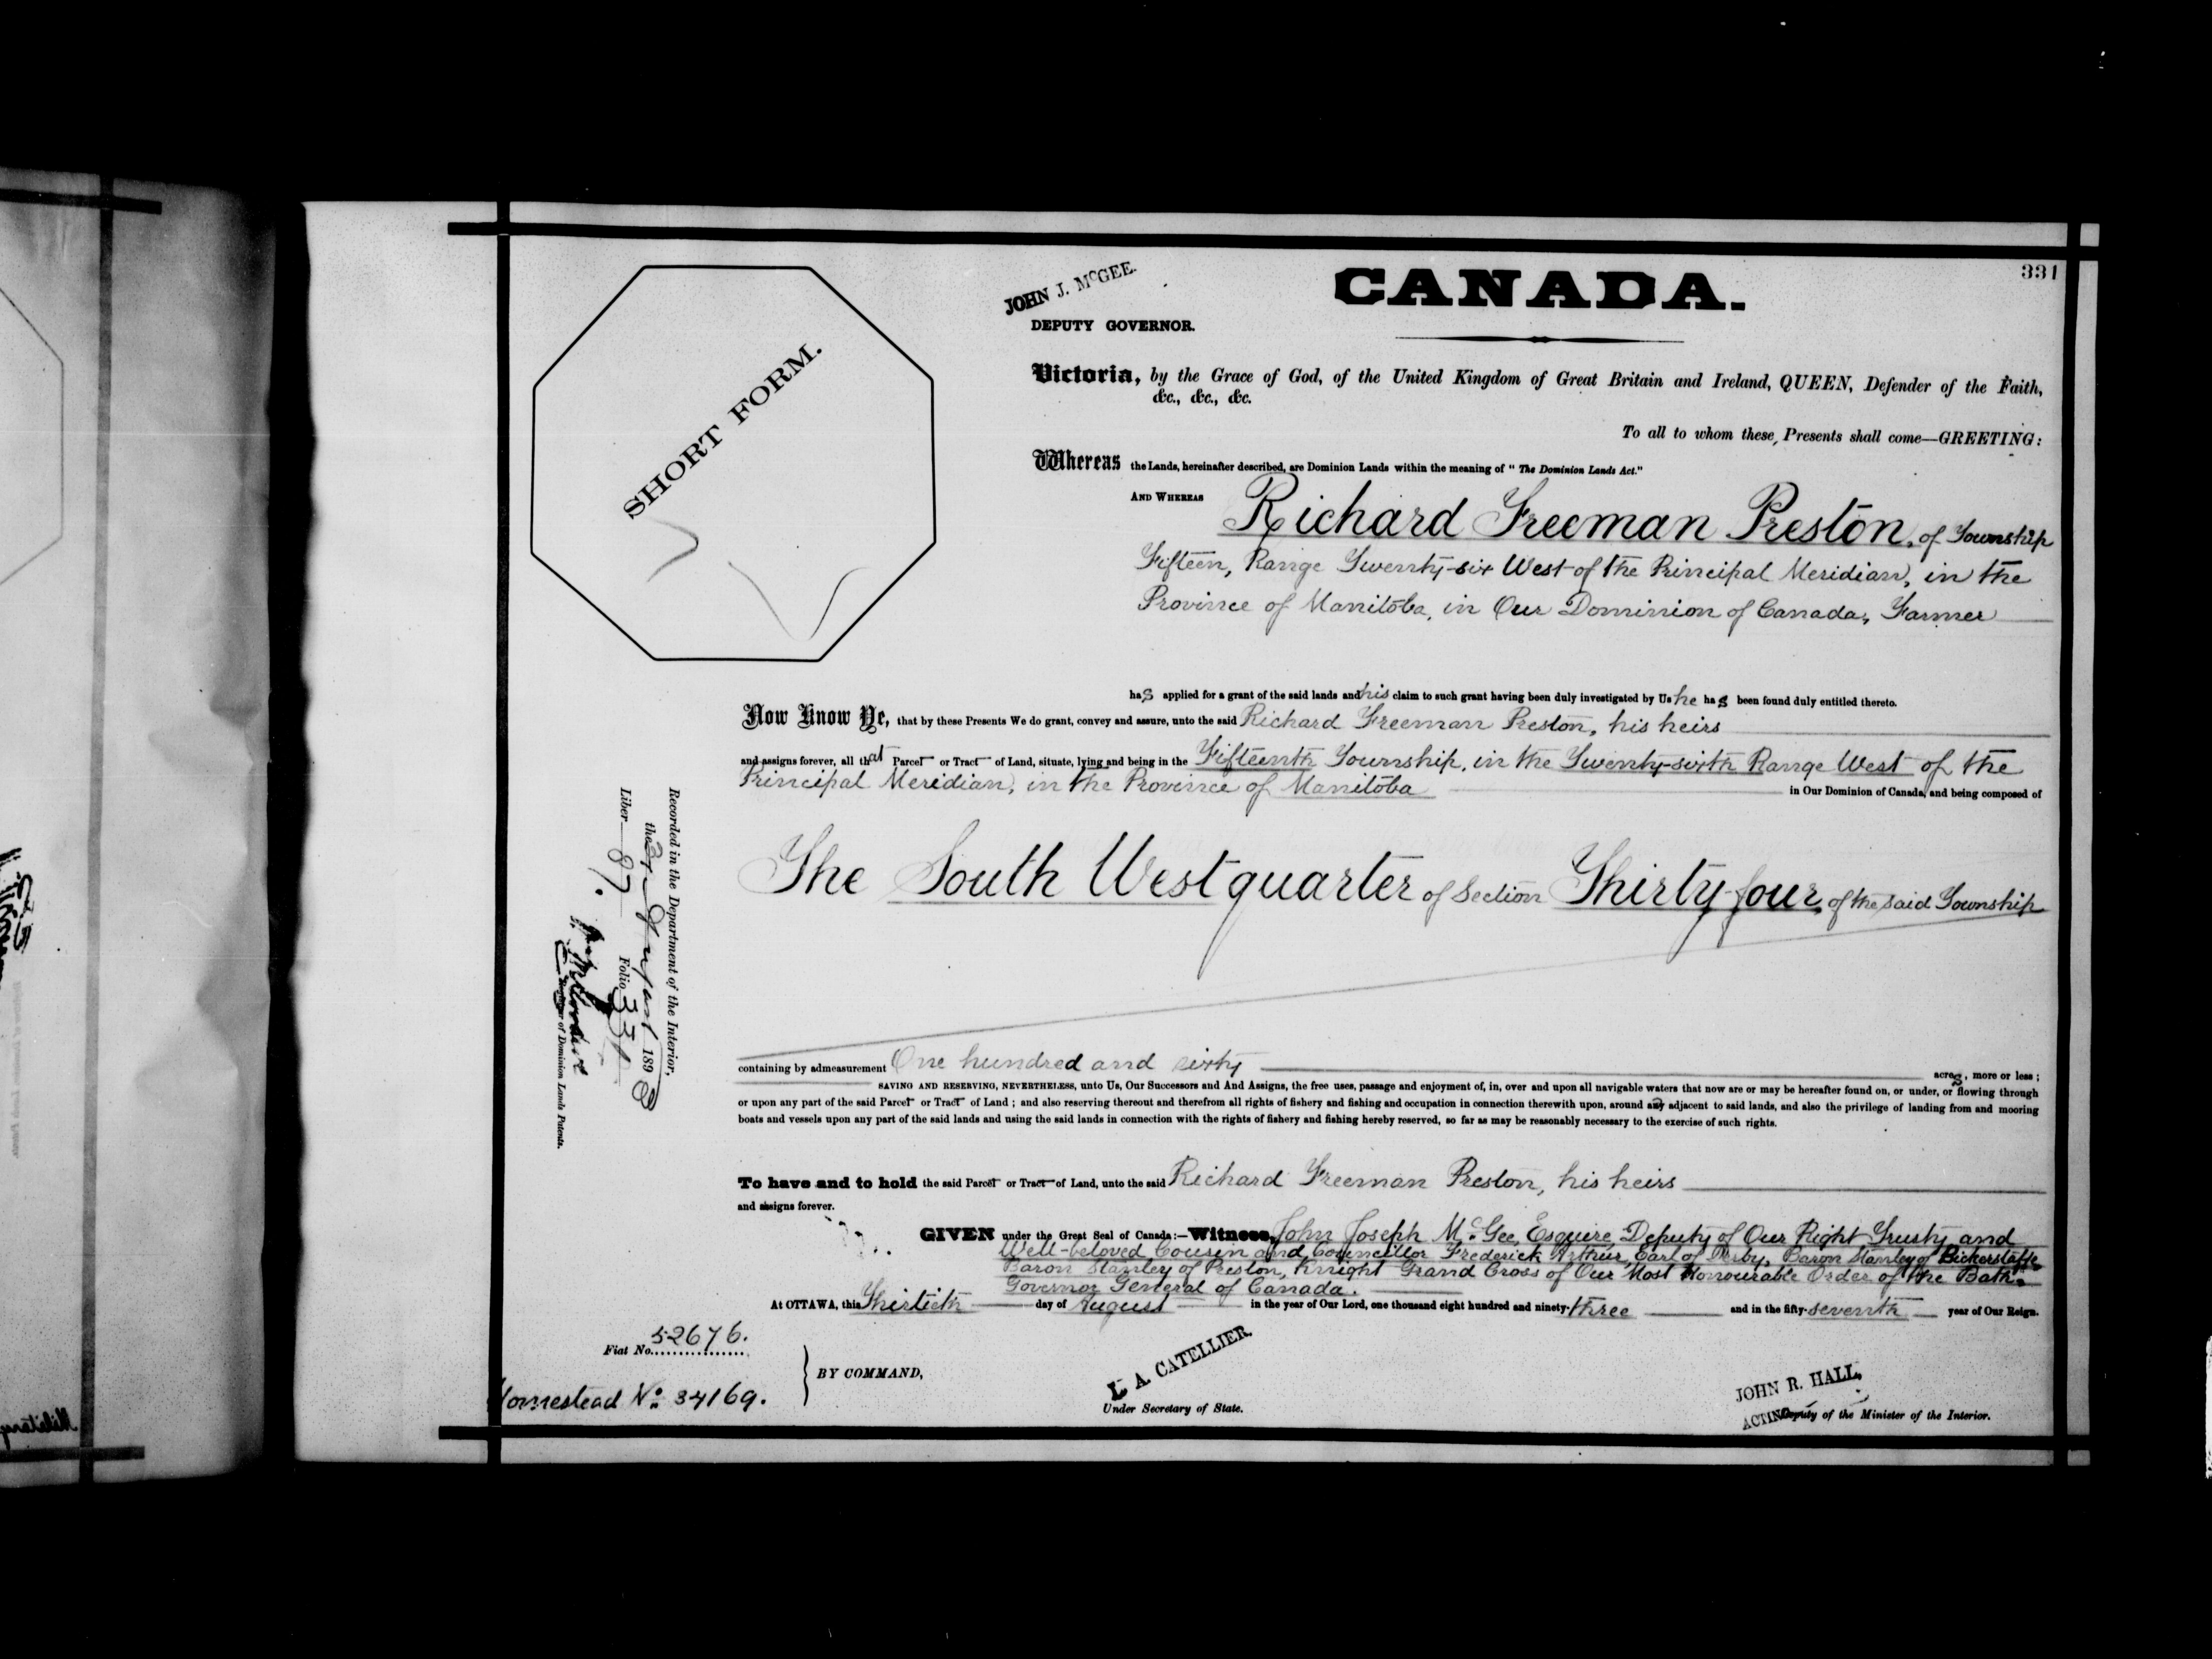 331
JOHN J. McGEE.
DEPUTY GOVERNOR.
CANADA.
SHORT FORM.
Victoria, by the Grace of God, of the United Kingdom of Great Britain and Ireland, QUEEN, Defender of the Faith,
&c., &c., &c.
To all to whom these Presents shall come—GREETING:
Whereas the Lands, hereinafter described, are Dominion Lands within the meaning of "The Dominion Lands Act."
AND WHEREAS Richard Freeman Preston, of Township
Fifteen, Range Twenty-six West of the Principal Meridian, in the
Province of Manitoba, in Our Dominion of Canada, Farmer
has applied for a grant of the said lands and his claim to such grant having been duly investigated by Us he has been found duly entitled thereto.
Now Know Ye, that by these Presents We do grant, convey and assure, unto the said Richard Freeman Preston, his heirs
and assigns forever, all that Parcel or Tract of Land, situate, lying and being in the Fifteenth Township, in the Twenty-sixth Range West of the
Principal Meridian, in the Province of Manitoba in Our Dominion of Canada, and being composed of
The South West quarter of Section Thirty-four, of the said Township
containing by admeasurement One hundred and sixty acres, more or less;
SAVING AND RESERVING, NEVERTHELESS, unto Us, Our Successors and And Assigns, the free uses, passage and enjoyment of, in, over and upon all navigable waters that now are or may be hereafter found on, or under, or flowing through
or upon any part of the said Parcel or Tract of Land; and also reserving thereout and therefrom all rights of fishery and fishing and occupation in connection therewith upon, around and adjacent to said lands, and also the privilege of landing from and mooring
boats and vessels upon any part of the said lands and using the said lands in connection with the rights of fishery and fishing hereby reserved, so far as may be reasonably necessary to the exercise of such rights.
To have and to hold the said Parcel or Tract of Land, unto the said Richard Freeman Preston, his heirs
and assigns forever.
GIVEN under the Great Seal of Canada:—Witness, John Joseph McGee, Esquire, Deputy of Our Right Trusty and
Well-beloved Cousin and Councillor Frederick Arthur, Earl of Derby, Baron Stanley of Bickerstaffe
Baron Stanley of Preston, Knight Grand Cross of Our Most Honourable Order of the Bath.
Governor General of Canada.
At OTTAWA, this Thirtieth day of August in the year of Our Lord, one thousand eight hundred and ninety-three and in the fifty-seventh year of Our Reign.
Fiat No. 52676.
Homestead No. 34169.
BY COMMAND,
L. A. CATELLIER.
Under Secretary of State.
JOHN R. HALL,
ACTING Deputy of the Minister of the Interior.
Recorded in the Department of the Interior,
the 31 August 1893
Liber 87. Folio 331
of Dominion Lands Patents.